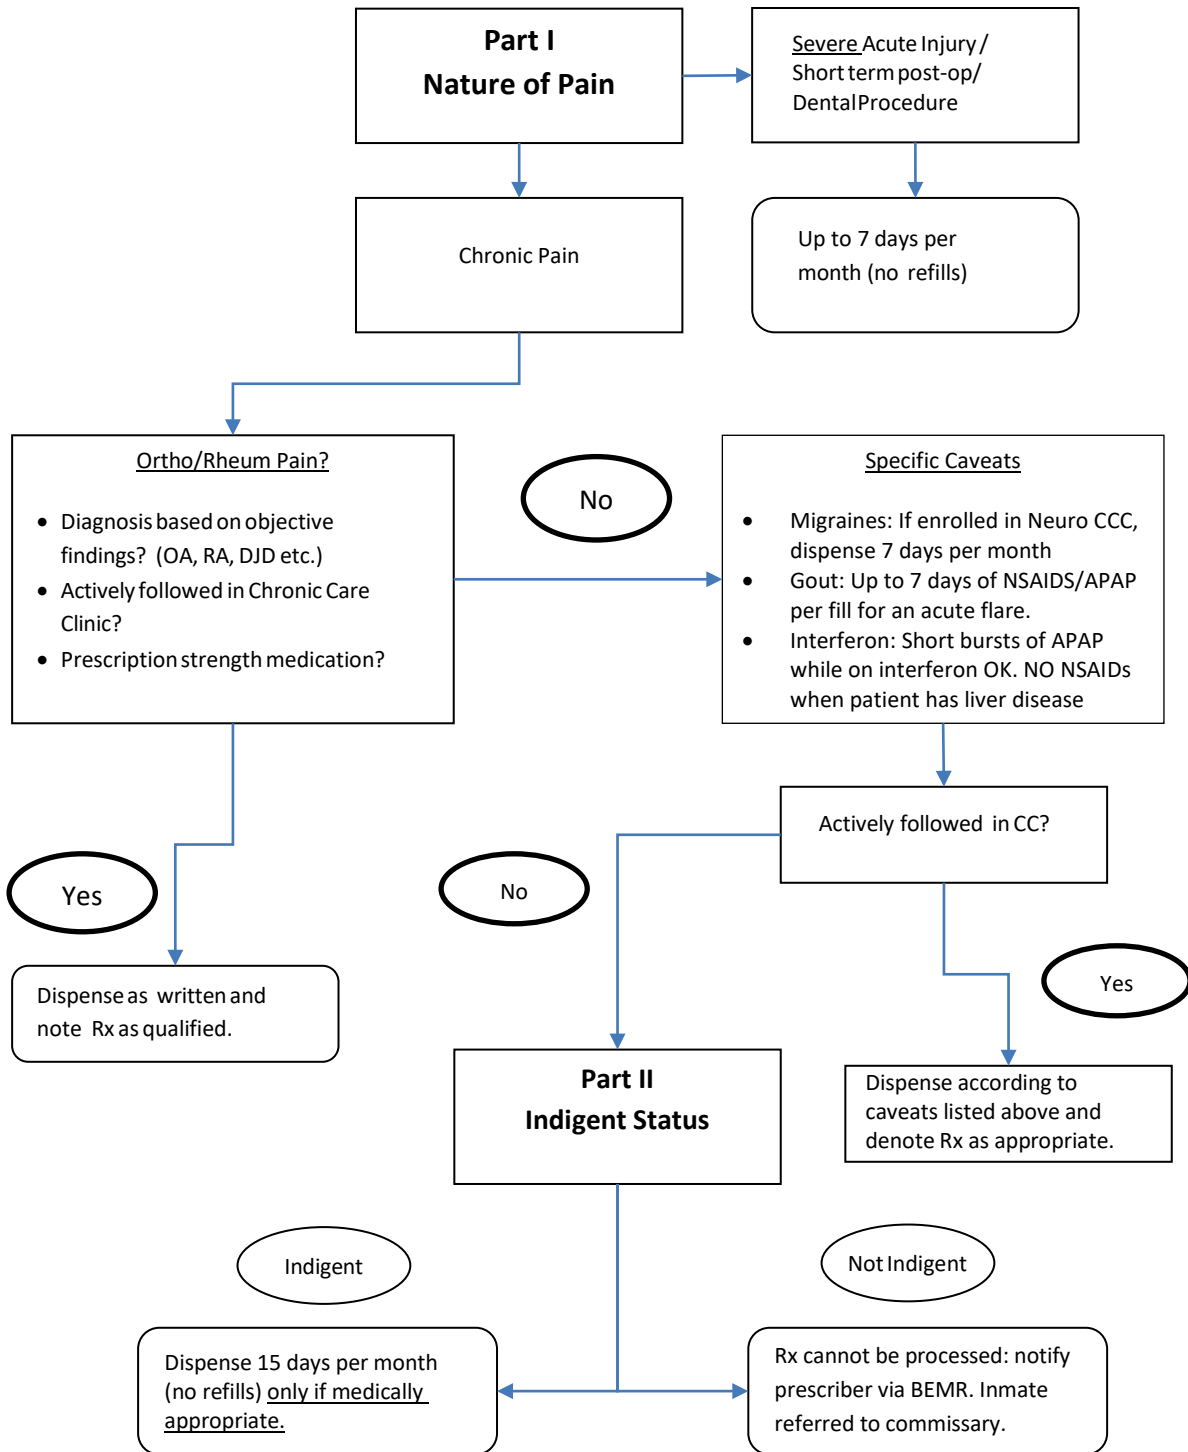 Part I
Nature of Pain
Severe Acute Injury /
Short term post-op/
Dental Procedure
Chronic Pain
Up to 7 days per
month (no refills)
Ortho/Rheum Pain?
• Diagnosis based on objective
findings? (OA, RA, DJD etc.)
• Actively followed in Chronic Care
Clinic?
• Prescription strength medication?
No
Specific Caveats
• Migraines: If enrolled in Neuro CCC,
dispense 7 days per month
• Gout: Up to 7 days of NSAIDS/APAP
per fill for an acute flare.
• Interferon: Short bursts of APAP
while on interferon OK. NO NSAIDs
when patient has liver disease
Actively followed in CC?
Yes
No
Yes
Dispense as written and
note Rx as qualified.
Part II
Indigent Status
Dispense according to
caveats listed above and
denote Rx as appropriate.
Indigent
Not Indigent
Dispense 15 days per month
(no refills) only if medically
appropriate.
Rx cannot be processed: notify
prescriber via BEMR. Inmate
referred to commissary.